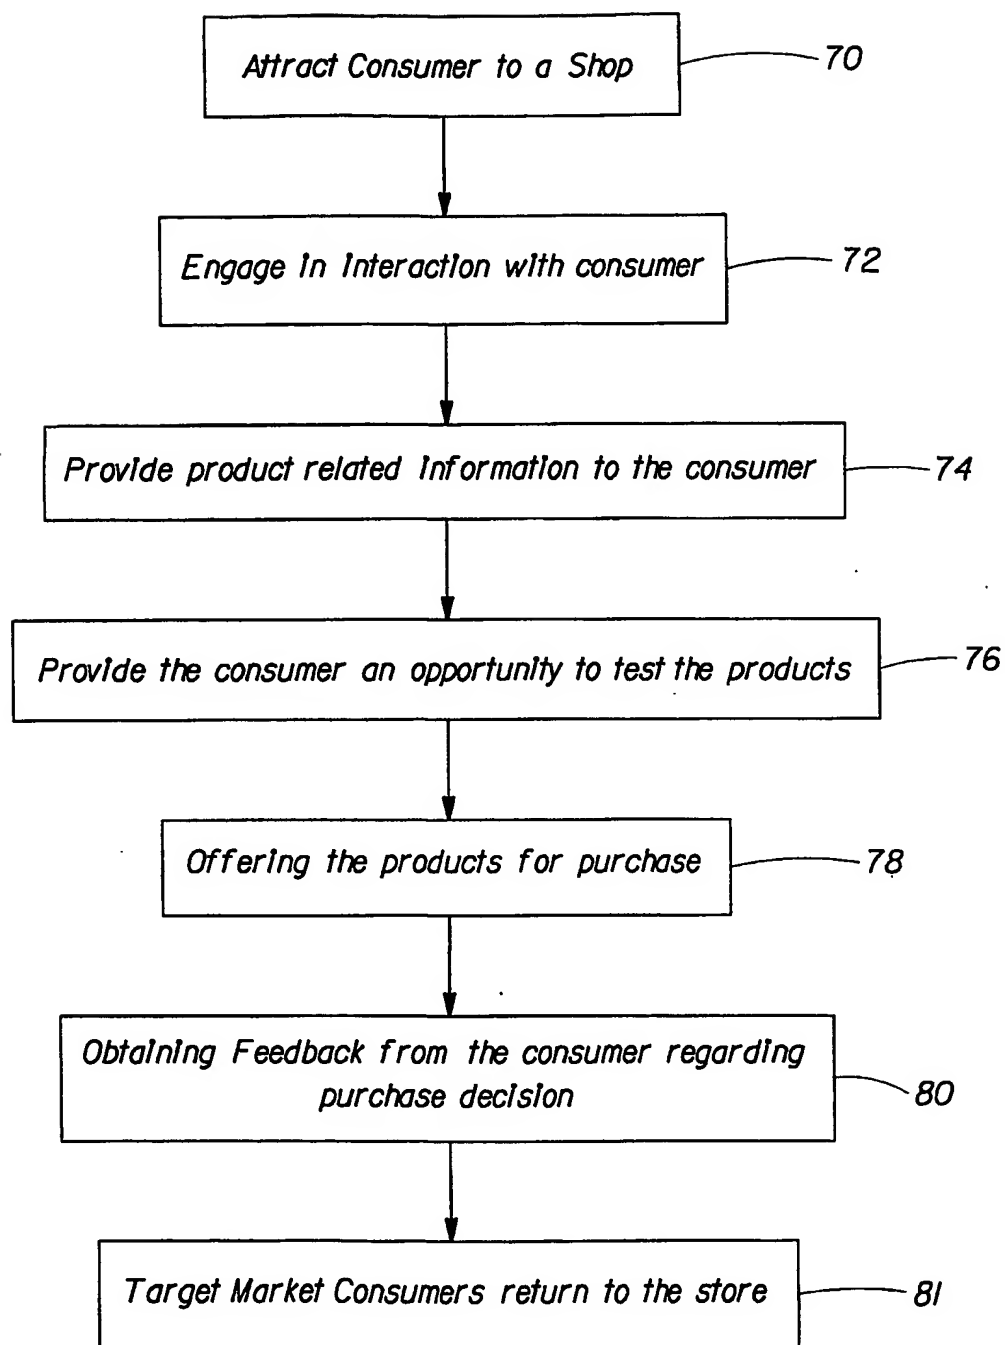 Attract Consumer to a Shop
70
Engage in interaction with consumer
72
Provide product related information to the consumer
74
Provide the consumer an opportunity to test the products
76
Offering the products for purchase
78
Obtaining Feedback from the consumer regarding
purchase decision
80
Target Market Consumers return to the store
81